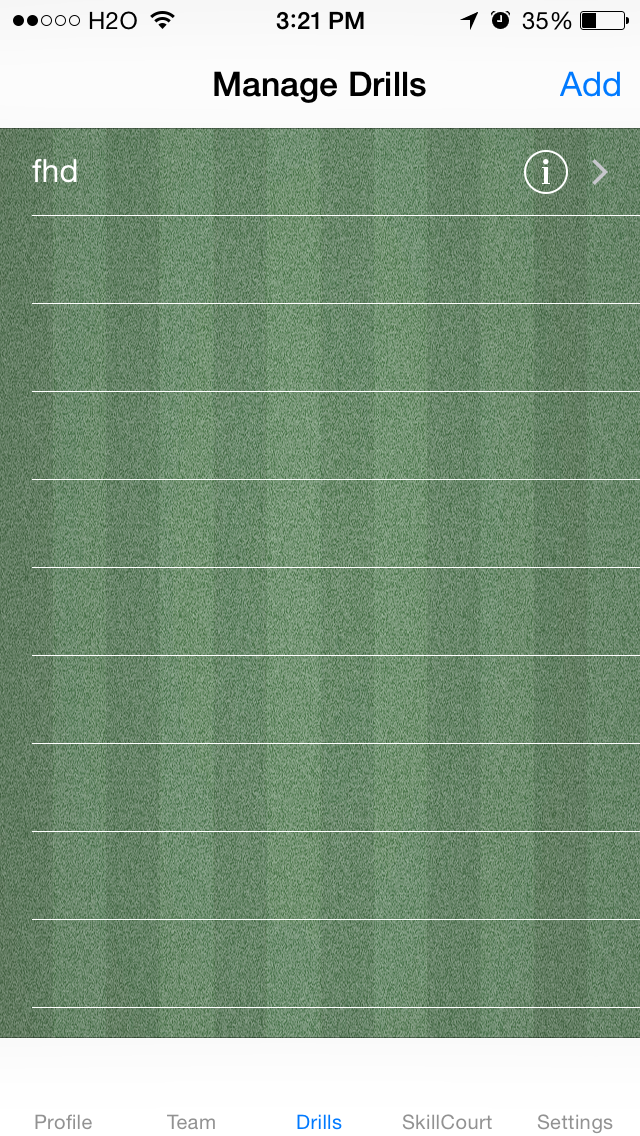 H2O 3:21 PM 35%
Manage Drills Add
fhd
Profile Team Drills SkillCourt Settings